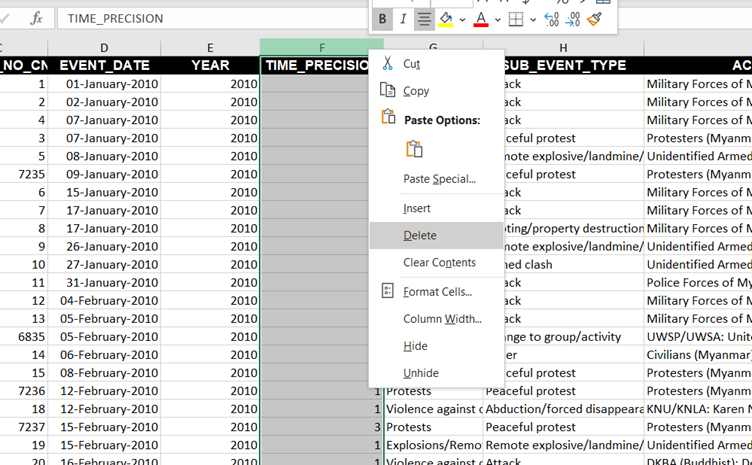 fx TIME_PRECISION
B I A
D E F G H
_NO_CN EVENT_DATE YEAR TIME_PRECISIO SUB_EVENT_TYPE AC
1 01-January-2010 2010 ack Military Forces of M
2 02-January-2010 2010 ack Military Forces of M
4 07-January-2010 2010 ack Military Forces of M
3 07-January-2010 2010 aceful protest Protesters (Myanm
5 08-January-2010 2010 mote explosive/landmine/ Unidentified Armed
7235 09-January-2010 2010 aceful protest Protesters (Myanm
6 15-January-2010 2010 ack Military Forces of M
7 17-January-2010 2010 ack Military Forces of M
8 17-January-2010 2010 oting/property destruction Military Forces of M
9 26-January-2010 2010 mote explosive/landmine/ Unidentified Armed
10 27-January-2010 2010 ned clash Unidentified Armed
11 31-January-2010 2010 ack Police Forces of My
12 04-February-2010 2010 ack Military Forces of M
13 05-February-2010 2010 ack Military Forces of M
6835 05-February-2010 2010 ange to group/activity UWSP/UWSA: Unite
14 06-February-2010 2010 er Civilians (Myanmar)
15 08-February-2010 2010 aceful protest Protesters (Myanm
7236 12-February-2010 2010 1 Protests Peaceful protest Protesters (Myanm
18 12-February-2010 2010 1 Violence against c Abduction/forced disappeara KNU/KNLA: Karen N
7237 15-February-2010 2010 3 Protests Peaceful protest Protesters (Myanm
19 15-February-2010 2010 1 Explosions/Remo Remote explosive/landmine/ Unidentified Armed
20 16-February-2010 2010 1 Violence against c Attack DKBA (Buddhist): De
Cut
Copy
Paste Options:
Paste Special...
Insert
Delete
Clear Contents
Format Cells...
Column Width...
Hide
Unhide